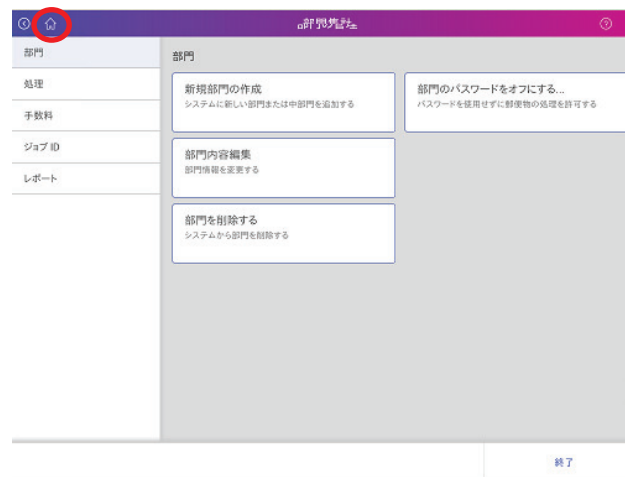 部門
処理
手数料
ジョブ ID
レポート
部門
新規部門の作成
システムに新しい部門または中部門を追加する
部門のパスワードをオフにする...
パスワードを使用せずに郵便物の処理を許可する
部門内容編集
部門情報を変更する
部門を削除する
システムから部門を削除する
終了